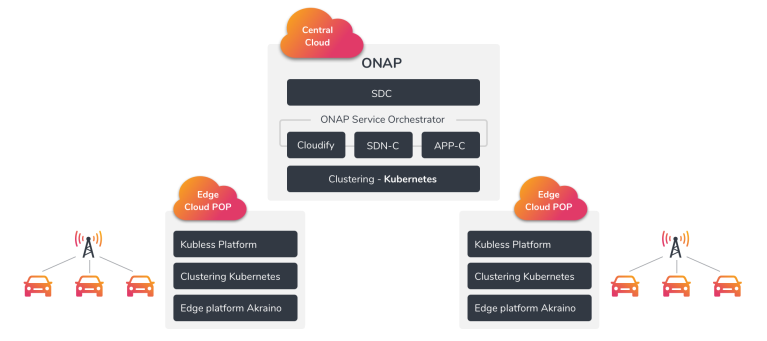 Central
Cloud
ONAP
SDC
ONAP Service Orchestrator
Cloudify
SDN-C
APP-C
Clustering - Kubernetes
Edge
Cloud POP
Kubless Platform
Clustering Kubernetes
Edge platform Akraino
Edge
Cloud POP
Kubless Platform
Clustering Kubernetes
Edge platform Akraino